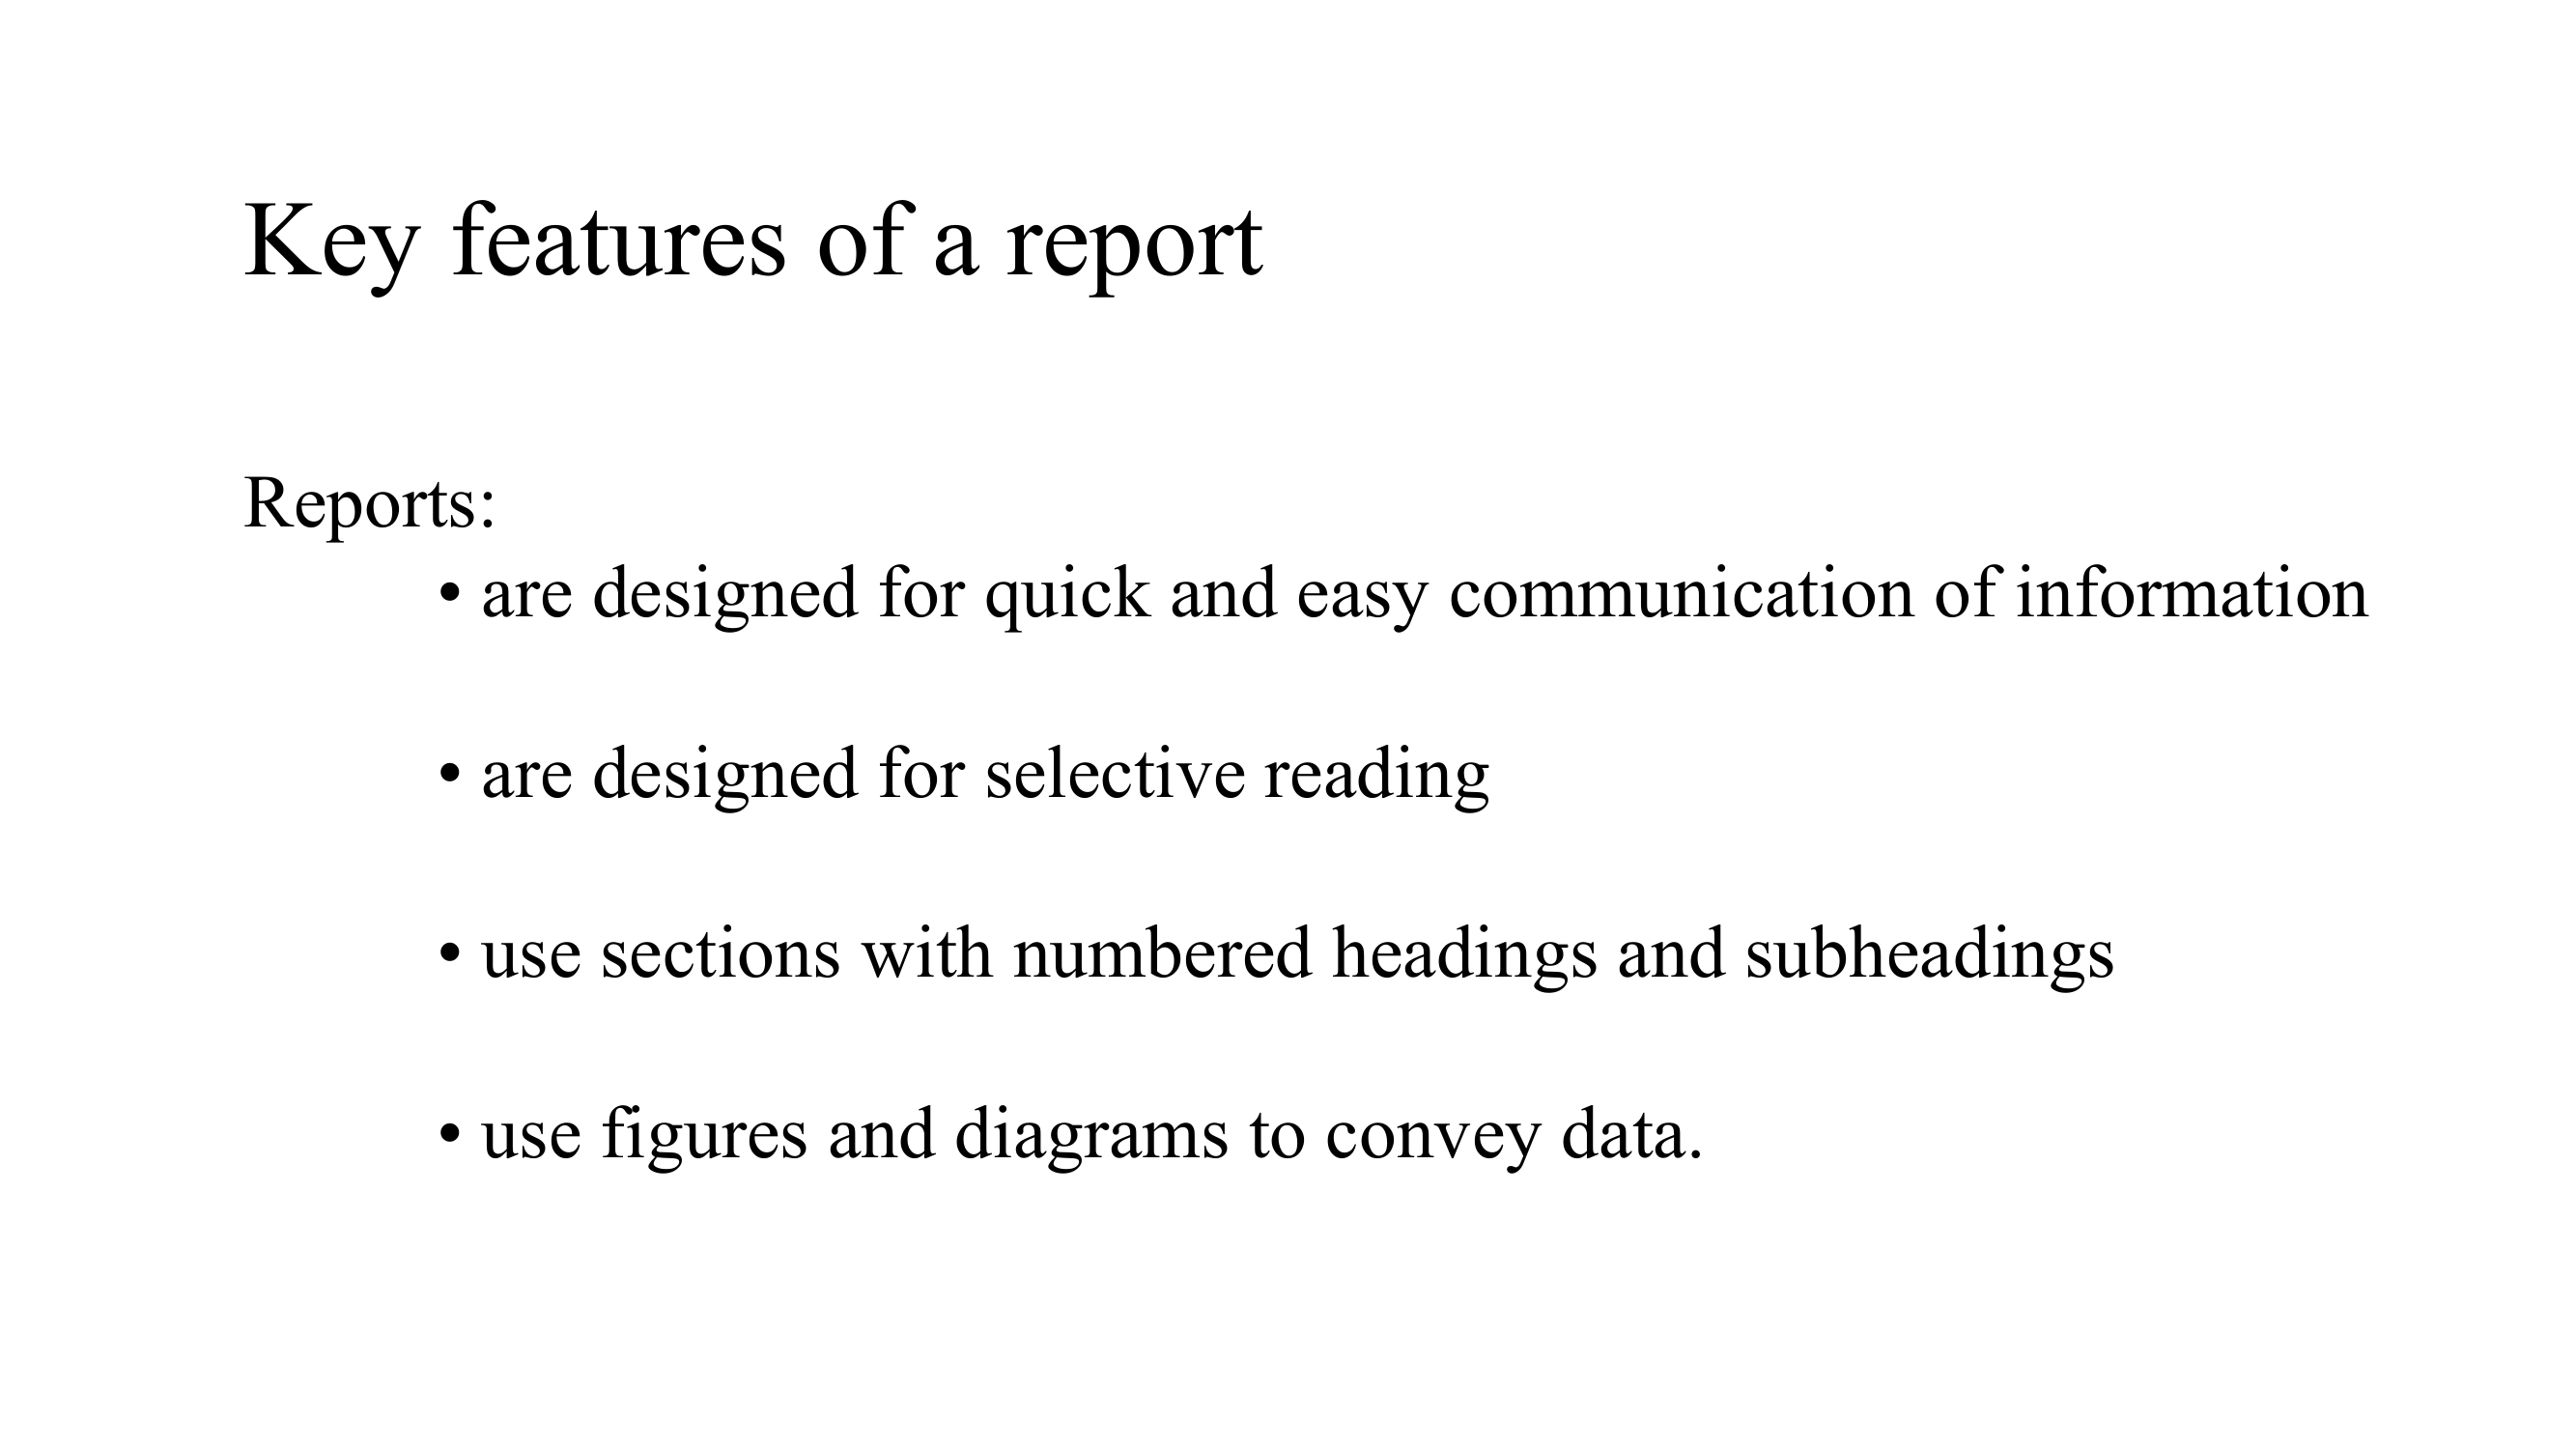 Key features of a report
Reports:
• are designed for quick and easy communication of information
• are designed for selective reading
• use sections with numbered headings and subheadings
• use figures and diagrams to convey data.